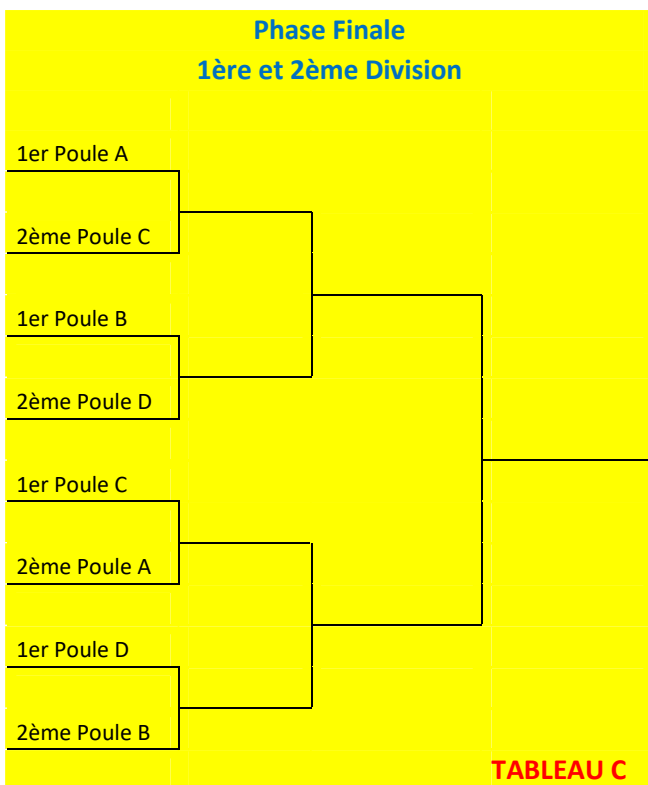 Phase Finale
1ère et 2ème Division
1er Poule A
2ème Poule C
1er Poule B
2ème Poule D
1er Poule C
2ème Poule A
1er Poule D
2ème Poule B
TABLEAU C